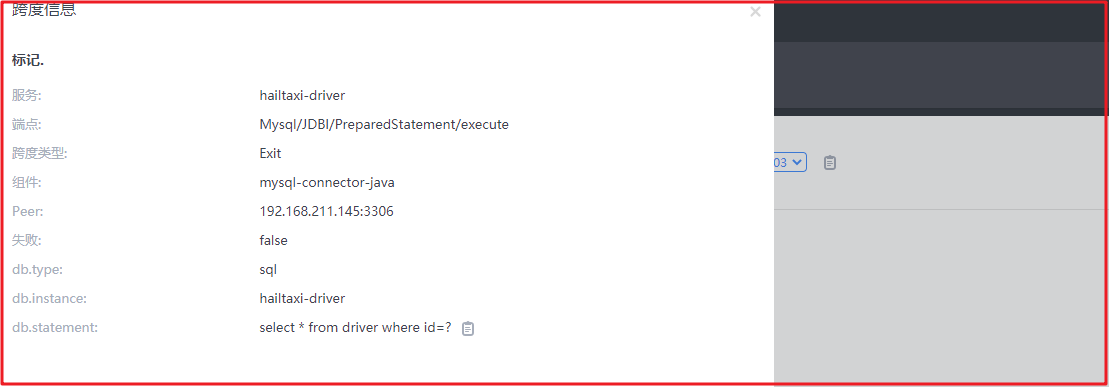 跨度信息
标记.
服务: hailtaxi-driver
端点: Mysql/JDBI/PreparedStatement/execute
跨度类型: Exit
组件: mysql-connector-java
03
Peer: 192.168.211.145:3306
失败: false
db.type: sql
db.instance: hailtaxi-driver
db.statement: select * from driver where id=?